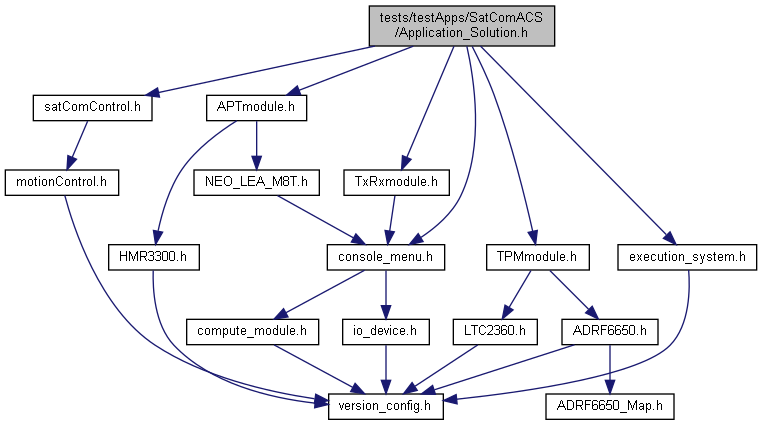 tests/testApps/SatComACS
/Application_Solution.h
satComControl.h
APTmodule.h
motionControl.h
NEO_LEA_M8T.h
TxRxmodule.h
HMR3300.h
console_menu.h
TPMmodule.h
execution_system.h
compute_module.h
io_device.h
LTC2360.h
ADRF6650.h
version_config.h
ADRF6650_Map.h